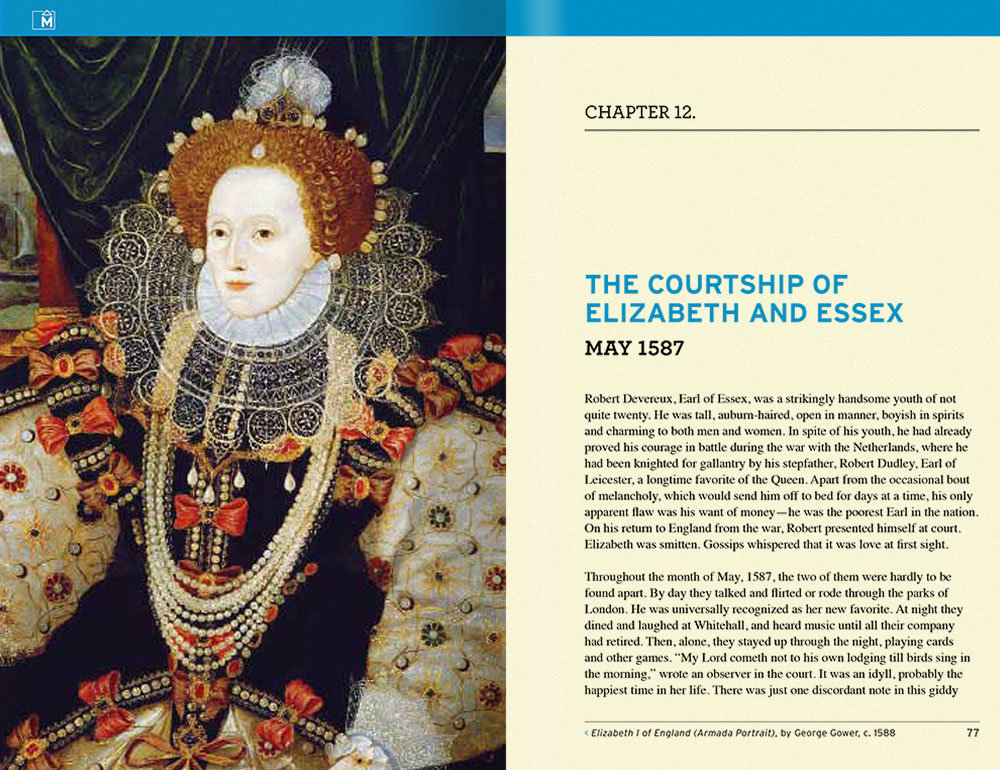 M
CHAPTER 12.
THE COURTSHIP OF
ELIZABETH AND ESSEX
MAY 1587
Robert Devereux, Earl of Essex, was a strikingly handsome youth of not
quite twenty. He was tall, auburn-haired, open in manner, boyish in spirits
and charming to both men and women. In spite of his youth, he had already
proved his courage in battle during the war with the Netherlands, where he
had been knighted for gallantry by his stepfather, Robert Dudley, Earl of
Leicester, a longtime favorite of the Queen. Apart from the occasional bout
of melancholy, which would send him off to bed for days at a time, his only
apparent flaw was his want of money—he was the poorest Earl in the nation.
On his return to England from the war, Robert presented himself at court.
Elizabeth was smitten. Gossips whispered that it was love at first sight.
Throughout the month of May, 1587, the two of them were hardly to be
found apart. By day they talked and flirted or rode through the parks of
London. He was universally recognized as her new favorite. At night they
dined and laughed at Whitehall, and heard music until all their company
had retired. Then, alone, they stayed up through the night, playing cards
and other games. “My Lord cometh not to his own lodging till birds sing in
the morning,” wrote an observer in the court. It was an idyll, probably the
happiest time in her life. There was just one discordant note in this giddy
‹ Elizabeth I of England (Armada Portrait), by George Gower, c. 1588 77